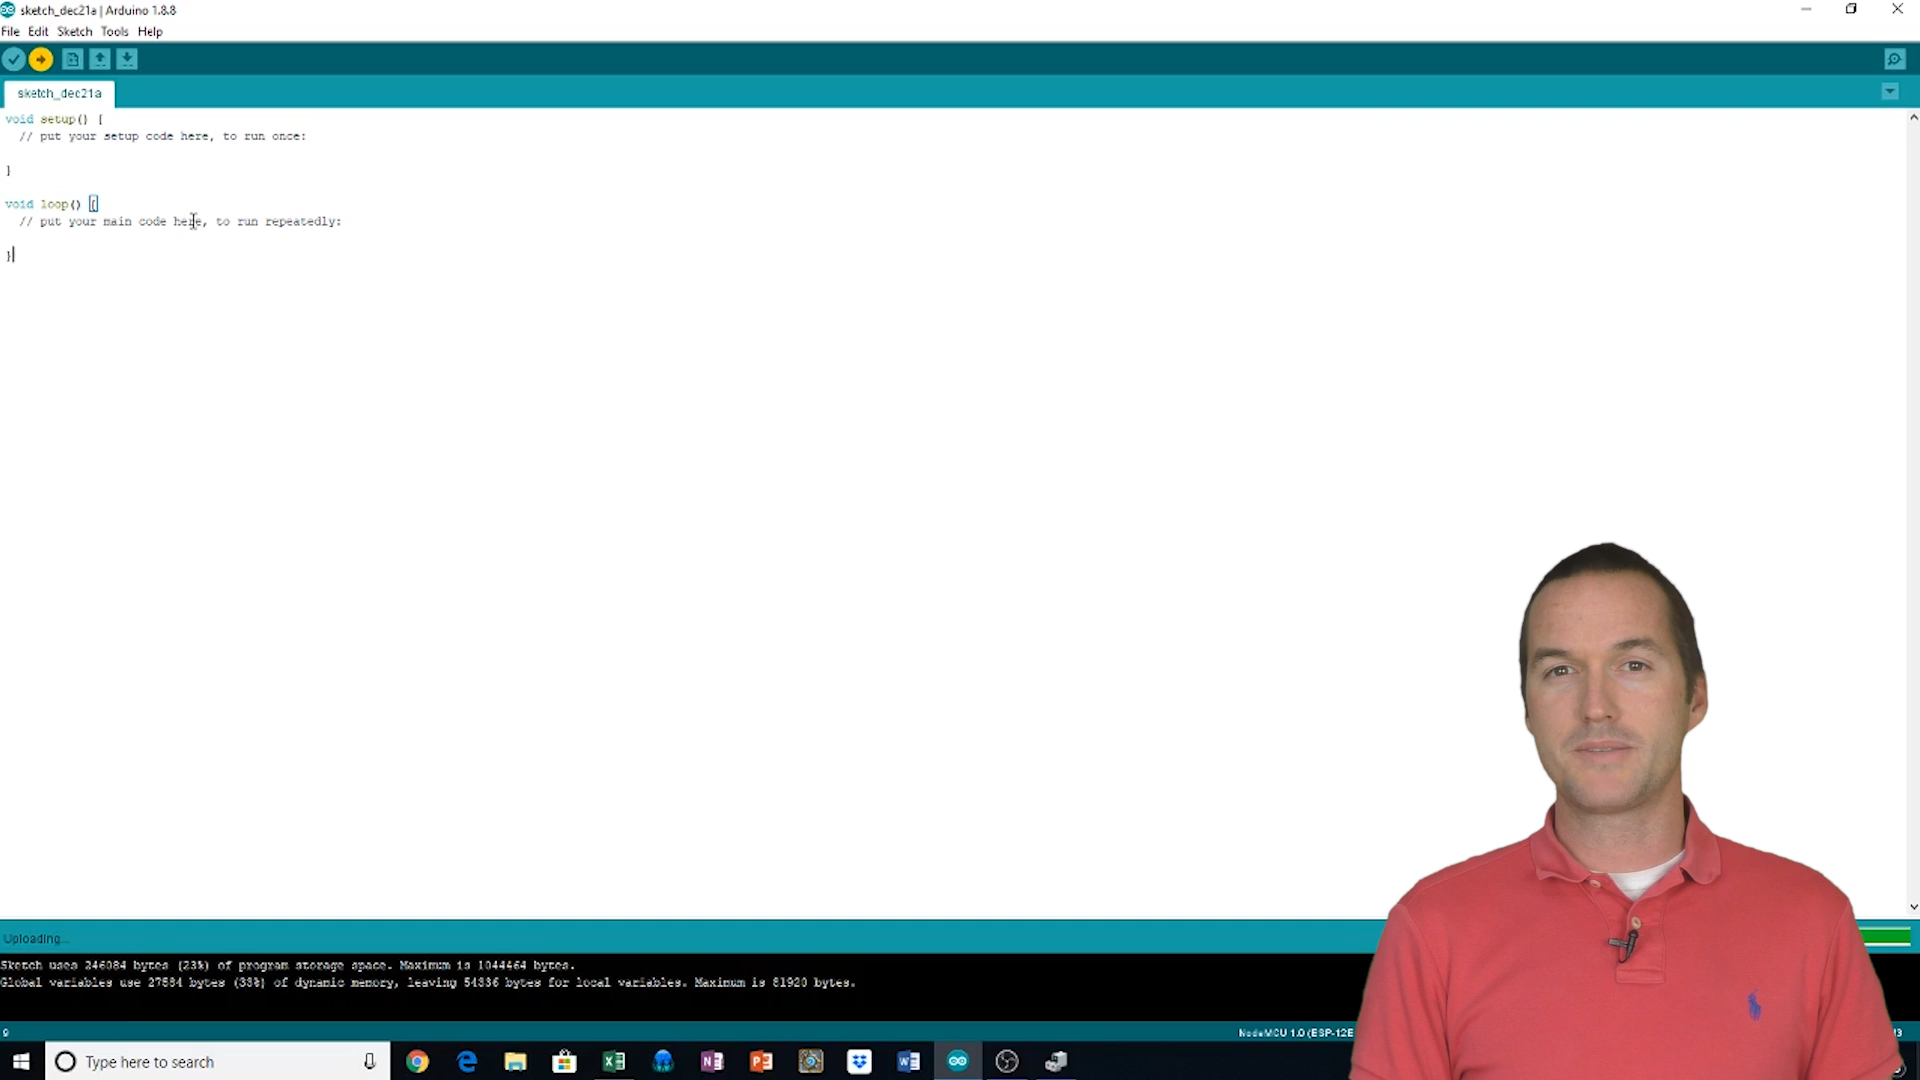 sketch_dec21a | Arduino 1.8.8
File Edit Sketch Tools Help
sketch_dec21a
void setup() {
// put your setup code here, to run once:
}
void loop() {
// put your main code here, to run repeatedly:
}
Uploading...
Sketch uses 246084 bytes (23%) of program storage space. Maximum is 1044464 bytes.
Global variables use 27584 bytes (33%) of dynamic memory, leaving 54336 bytes for local variables. Maximum is 81920 bytes.
9
NodeMCU 1.0 (ESP-12E
Type here to search